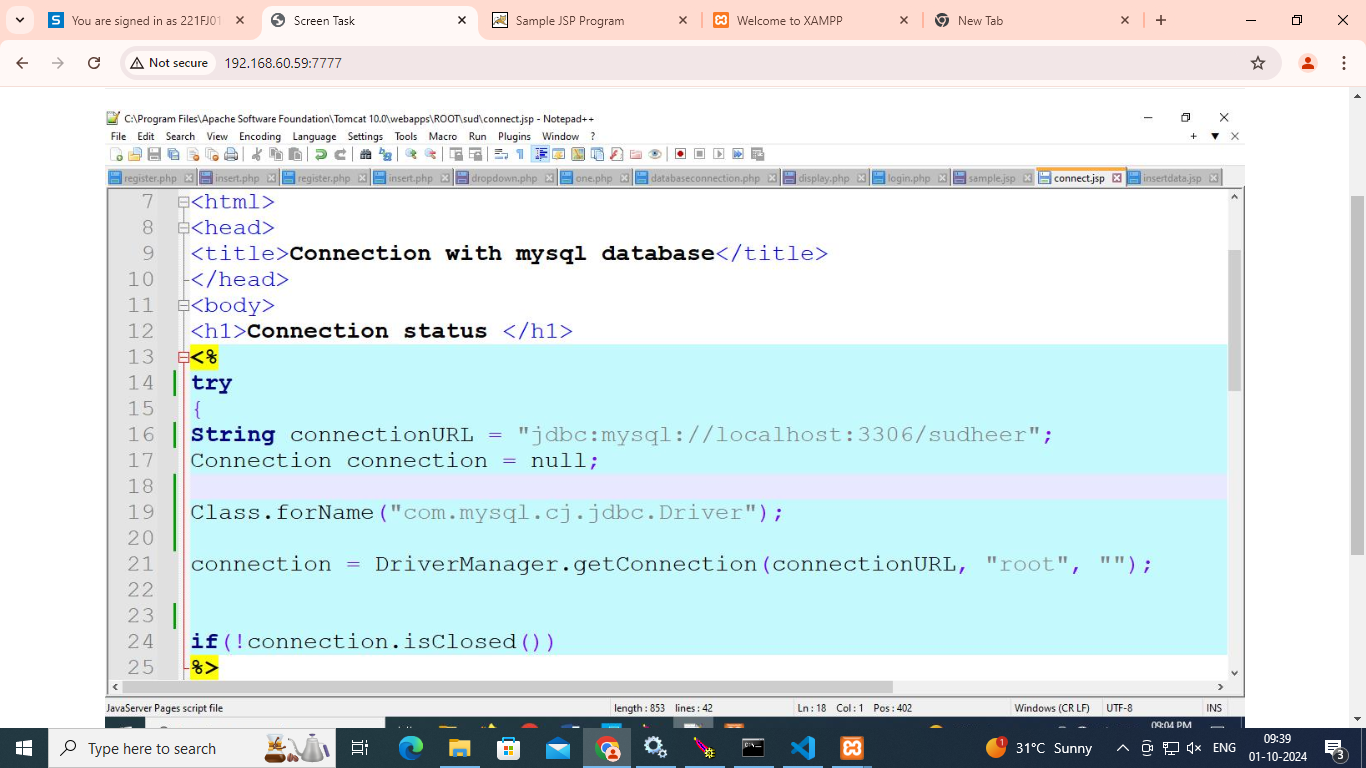 You are signed in as 221FJ01
Screen Task
Sample JSP Program
Welcome to XAMPP
New Tab
Not secure
192.168.60.59:7777
C:\Program Files\Apache Software Foundation\Tomcat 10.0\webapps\ROOT\sud\connect.jsp - Notepad++
File Edit Search View Encoding Language Settings Tools Macro Run Plugins Window ?
register.php insert.php register.php insert.php dropdown.php one.php databaseconnection.php display.php login.php sample.jsp connect.jsp insertdata.jsp
7 <html>
8 <head>
9 <title>Connection with mysql database</title>
10 </head>
11 <body>
12 <h1>Connection status </h1>
13 <%
14 try
15 {
16 String connectionURL = "jdbc:mysql://localhost:3306/sudheer";
17 Connection connection = null;
18
19 Class.forName("com.mysql.cj.jdbc.Driver");
20
21 connection = DriverManager.getConnection(connectionURL, "root", "");
22
23
24 if(!connection.isClosed())
25 %>
JavaServer Pages script file
length : 853 lines : 42
Ln : 18 Col : 1 Pos : 402
Windows (CR LF)
UTF-8
INS
09:04 PM
Type here to search
1
31°C Sunny
ENG
09:39
01-10-2024
3